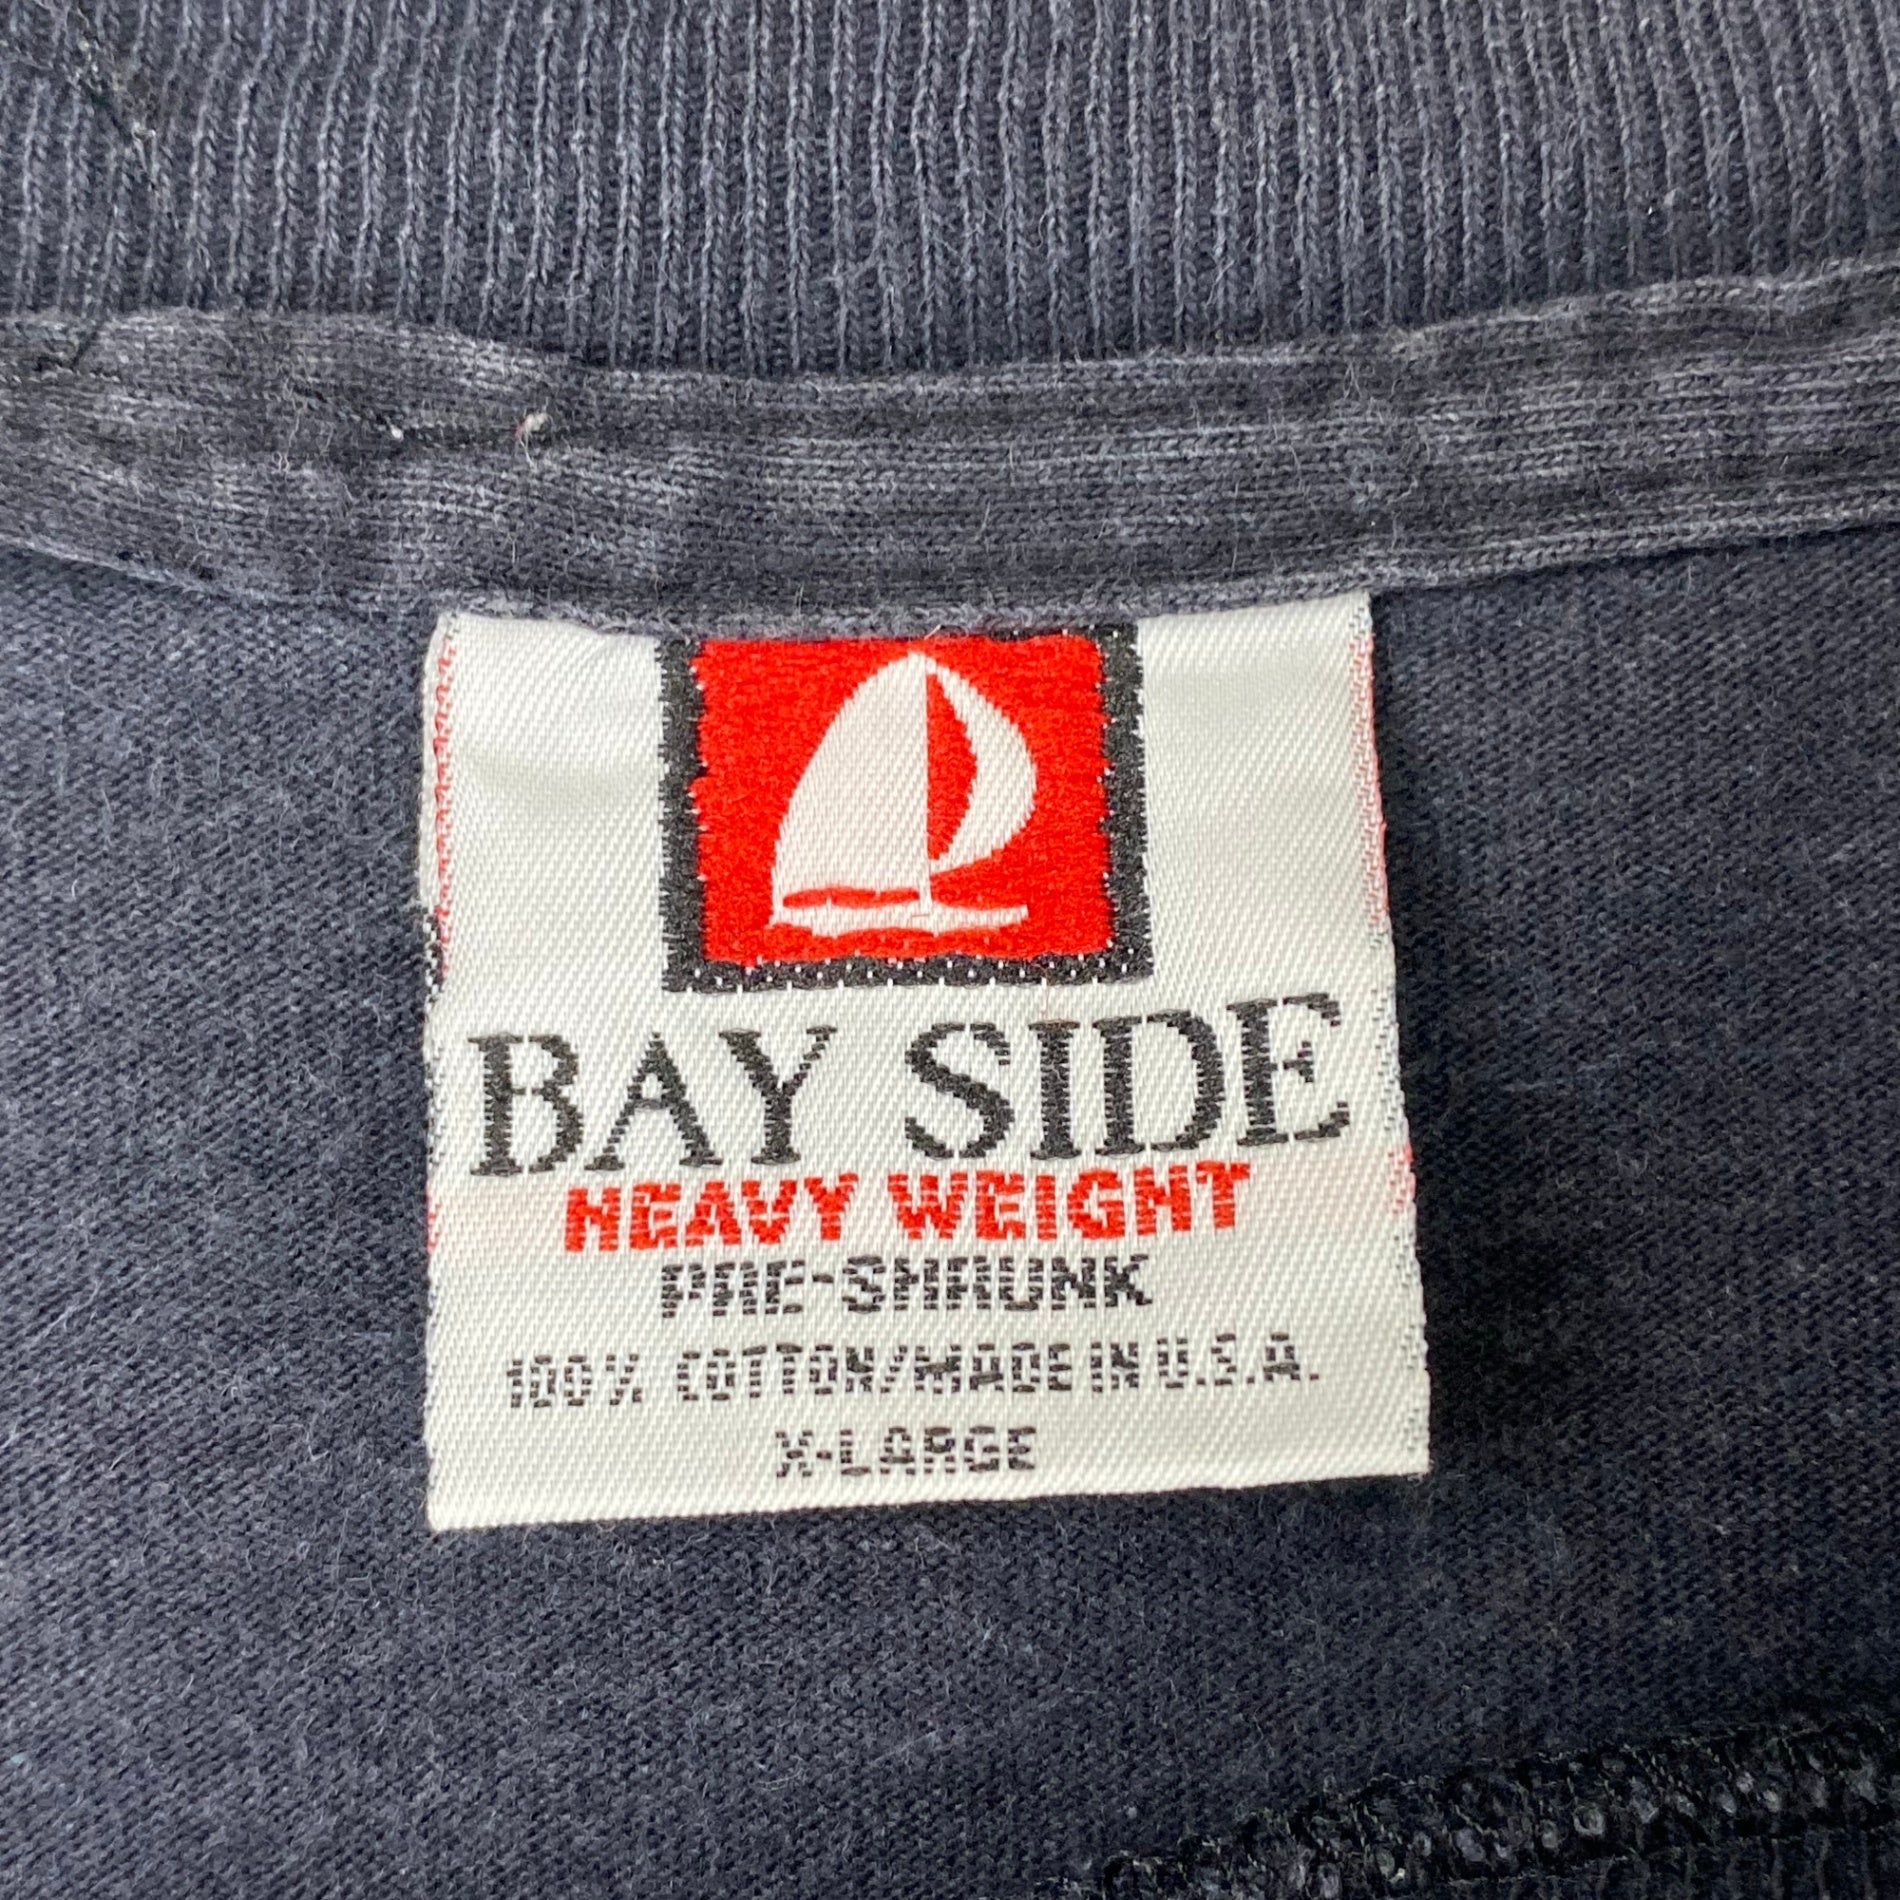 BAY SIDE
HEAVY WEIGHT
PRE-SHRUNK
100% COTTON/MADE IN U.S.A.
X-LARGE